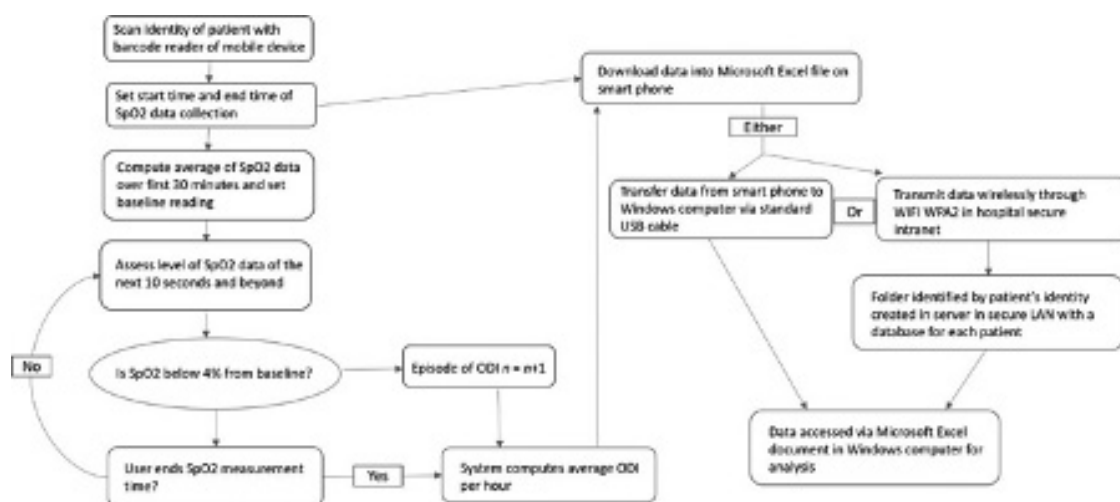 Scan Identity of patient with
barcode reader of mobile device
Set start time and end time of
SpO2 data collection
Compute average of SpO2 data
over first 30 minutes and set
baseline reading
Assess level of SpO2 data of the
next 10 seconds and beyond
No
Is SpO2 below 4% from baseline?
Episode of ODI n = n+1
User ends SpO2 measurement
time?
Yes
System computes average ODI
per hour
Download data into Microsoft Excel file on
smart phone
Either
Transfer data from smart phone to
Windows computer via standard
USB cable
Or
Transmit data wirelessly through
WIFI WPA2 in hospital secure
intranet
Folder identified by patient's identity
created in server in secure LAN with a
database for each patient
Data accessed via Microsoft Excel
document in Windows computer for
analysis